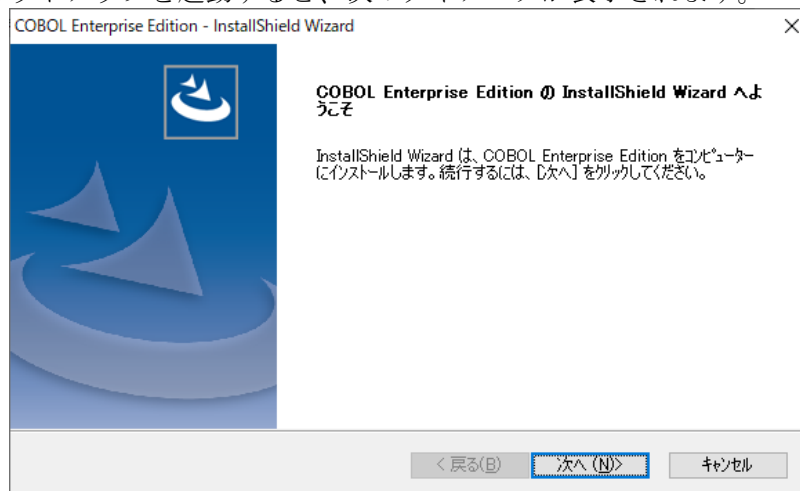 COBOL Enterprise Edition - InstallShield Wizard
COBOL Enterprise Edition の InstallShield Wizard へよ
うこそ
InstallShield Wizard は、COBOL Enterprise Edition をコンピューター
にインストールします。続行するには、[次へ] をクリックしてください。
< 戻る(B)
次へ (N)>
キャンセル